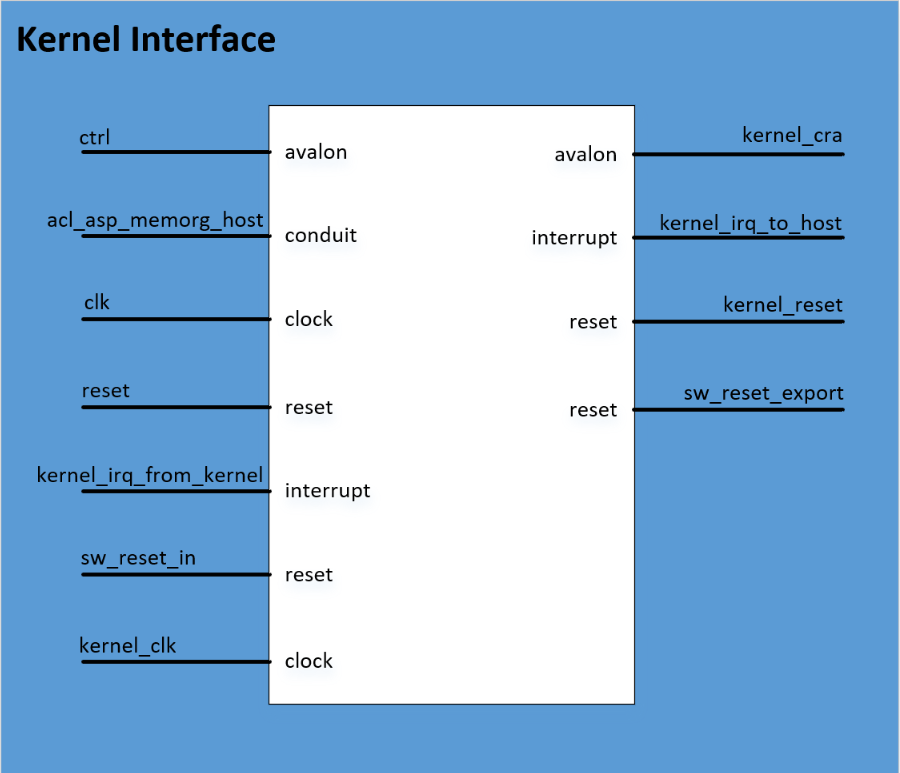 Kernel Interface
ctrl
avalon
avalon
kernel_cra
acl_asp_memorg_host
conduit
interrupt
kernel_irq_to_host
clk
clock
reset
kernel_reset
reset
reset
reset
sw_reset_export
kernel_irq_from_kernel
interrupt
sw_reset_in
reset
kernel_clk
clock